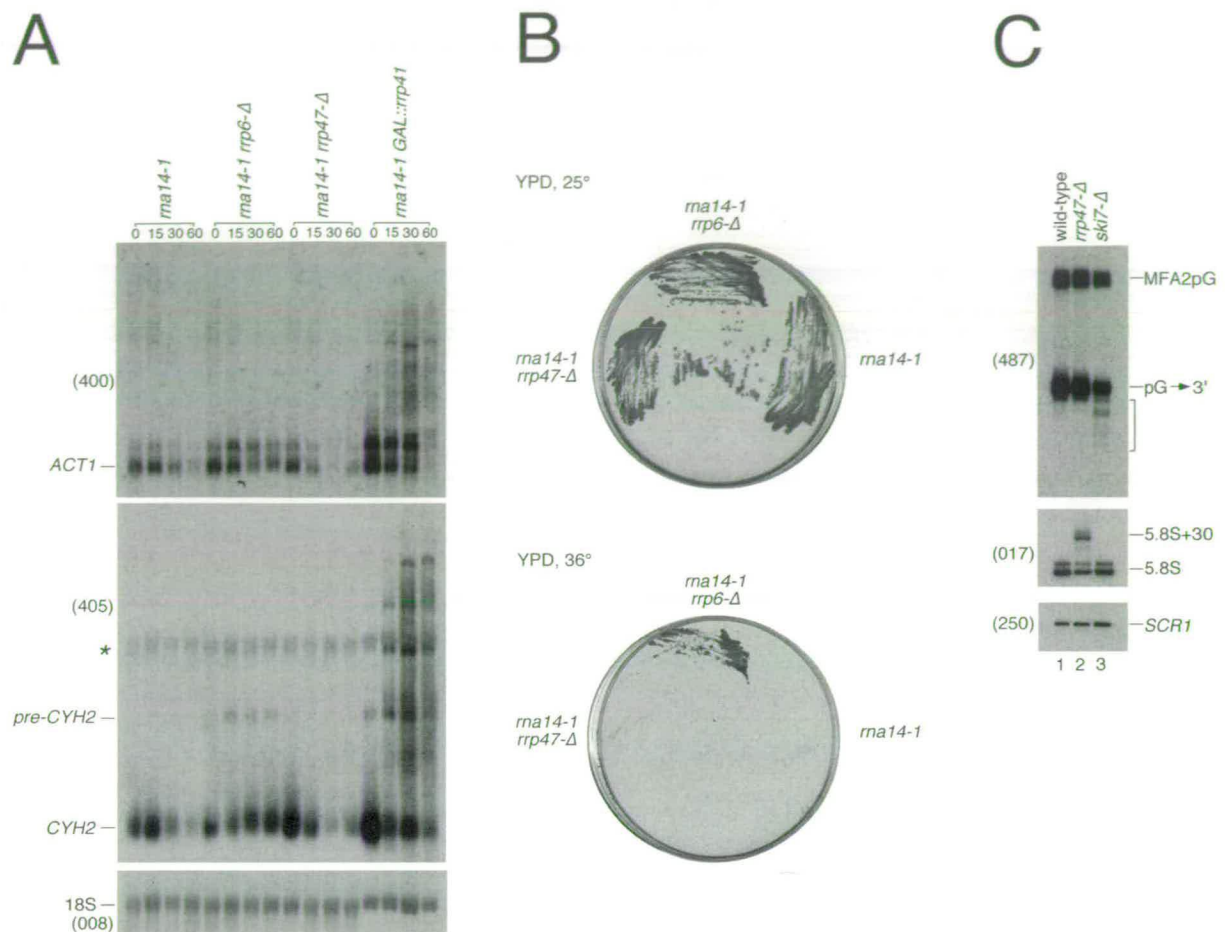 A
rna14-1
rna14-1 rrp6-Δ
rna14-1 rrp47-Δ
rna14-1 GAL::rrp41
0 15 30 60 0 15 30 60 0 15 30 60 0 15 30 60
(400)
ACT1
(405)
*
pre-CYH2
CYH2
18S
(008)
B
YPD, 25°
rna14-1
rrp6-Δ
rna14-1
rrp47-Δ
rna14-1
YPD, 36°
rna14-1
rrp6-Δ
rna14-1
rrp47-Δ
rna14-1
C
wild-type
rrp47-Δ
ski7-Δ
MFA2pG
(487)
pG ➔ 3'
5.8S+30
(017)
5.8S
(250)
SCR1
1 2 3